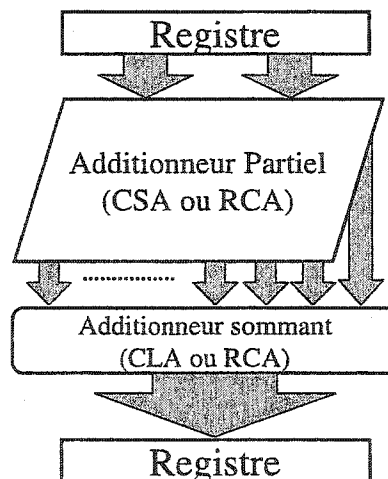 Registre
Additionneur Partiel
(CSA ou RCA)
Additionneur sommant
(CLA ou RCA)
Registre